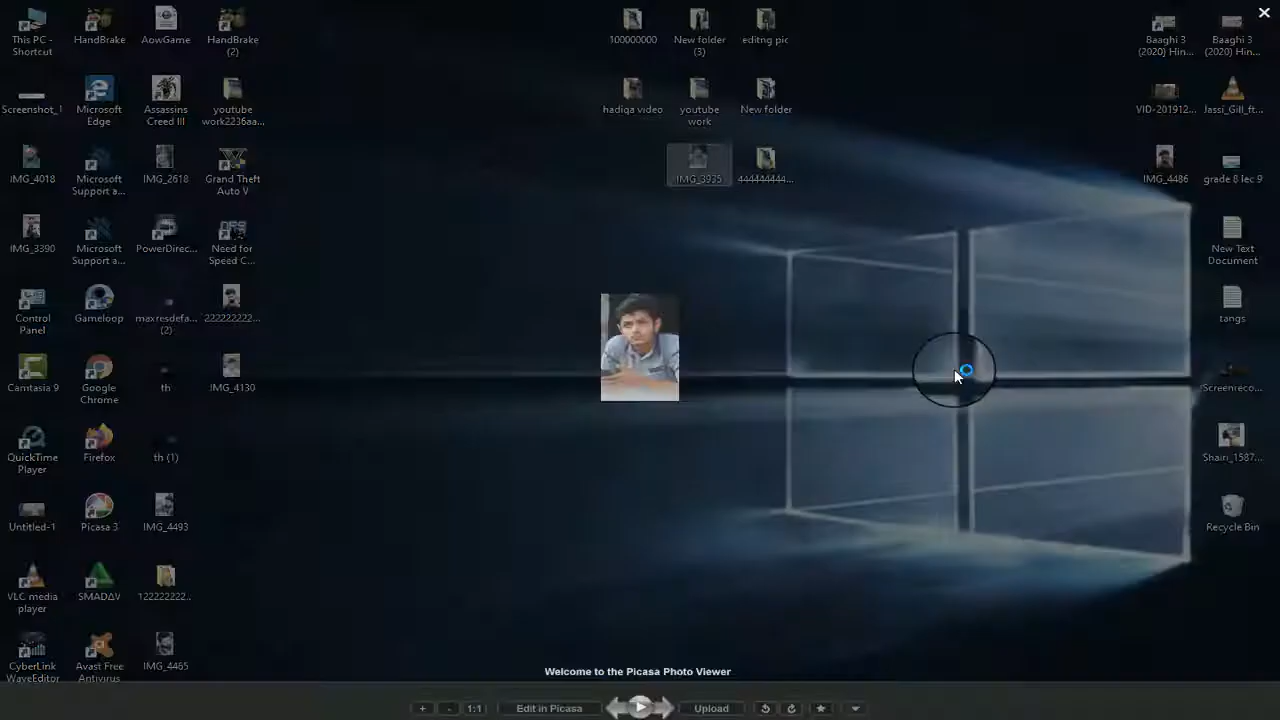 This PC -
Shortcut
HandBrake
AowGame
HandBrake
(2)
100000000
New folder
(3)
editng pic
Baaghi 3
(2020) Hin...
Baaghi 3
(2020) Hin...
Screenshot_1
Microsoft
Edge
Assassins
Creed III
youtube
work2236aa...
hadiqa video
youtube
work
New folder
VID-201912...
Jassi_Gill_ft...
IMG_4018
Microsoft
Support a...
IMG_2618
Grand Theft
Auto V
IMG_3935
444444444...
IMG_4486
grade 8 lec 9
IMG_3390
Microsoft
Support a...
PowerDirec...
Need for
Speed C...
New Text
Document
Control
Panel
Gameloop
maxresdefa...
(2)
222222222...
tangs
Camtasia 9
Google
Chrome
th
IMG_4130
iScreenreco...
QuickTime
Player
Firefox
th (1)
Shairi_1587...
Untitled-1
Picasa 3
IMG_4493
Recycle Bin
VLC media
player
SMADΔV
122222222..
CyberLink
WaveEditor
Avast Free
Antivirus
IMG_4465
Welcome to the Picasa Photo Viewer
+
-
1:1
Edit in Picasa
Upload